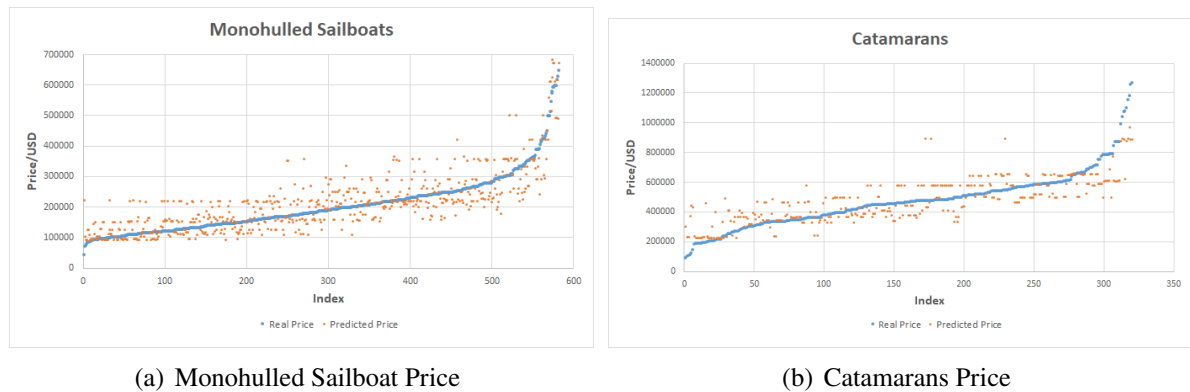 Monohulled Sailboats
700000
600000
500000
400000
300000
200000
100000
0
Price/USD
0 100 200 300 400 500 600
Index
Real Price Predicted Price
Catamarans
1400000
1200000
1000000
800000
600000
400000
200000
0
Price/USD
0 50 100 150 200 250 300 350
Index
Real Price Predicted Price
(a) Monohulled Sailboat Price
(b) Catamarans Price